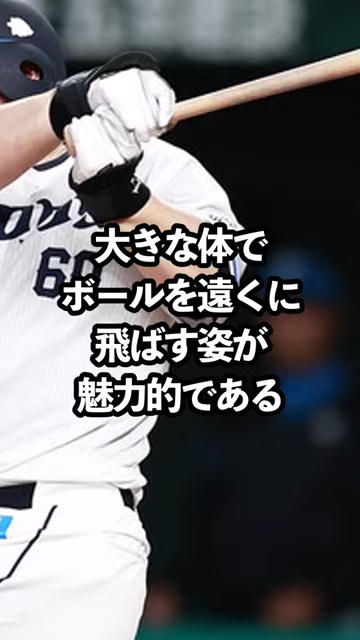 大きな体で
ボールを遠くに
飛ばす姿が
魅力的である
60